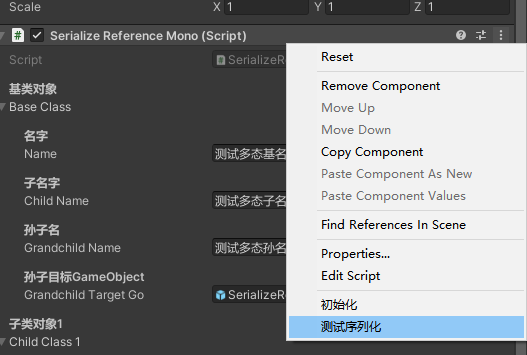 Scale X 1 Y 1 Z 1
Serialize Reference Mono (Script)
Script SerializeRe
基类对象
Base Class
名字
Name 测试多态基名
子名字
Child Name 测试多态子名
孙子名
Grandchild Name 测试多态孙名
孙子目标GameObject
Grandchild Target Go SerializeRe
子类对象1
Child Class 1
Reset
Remove Component
Move Up
Move Down
Copy Component
Paste Component As New
Paste Component Values
Find References In Scene
Properties...
Edit Script
初始化
测试序列化